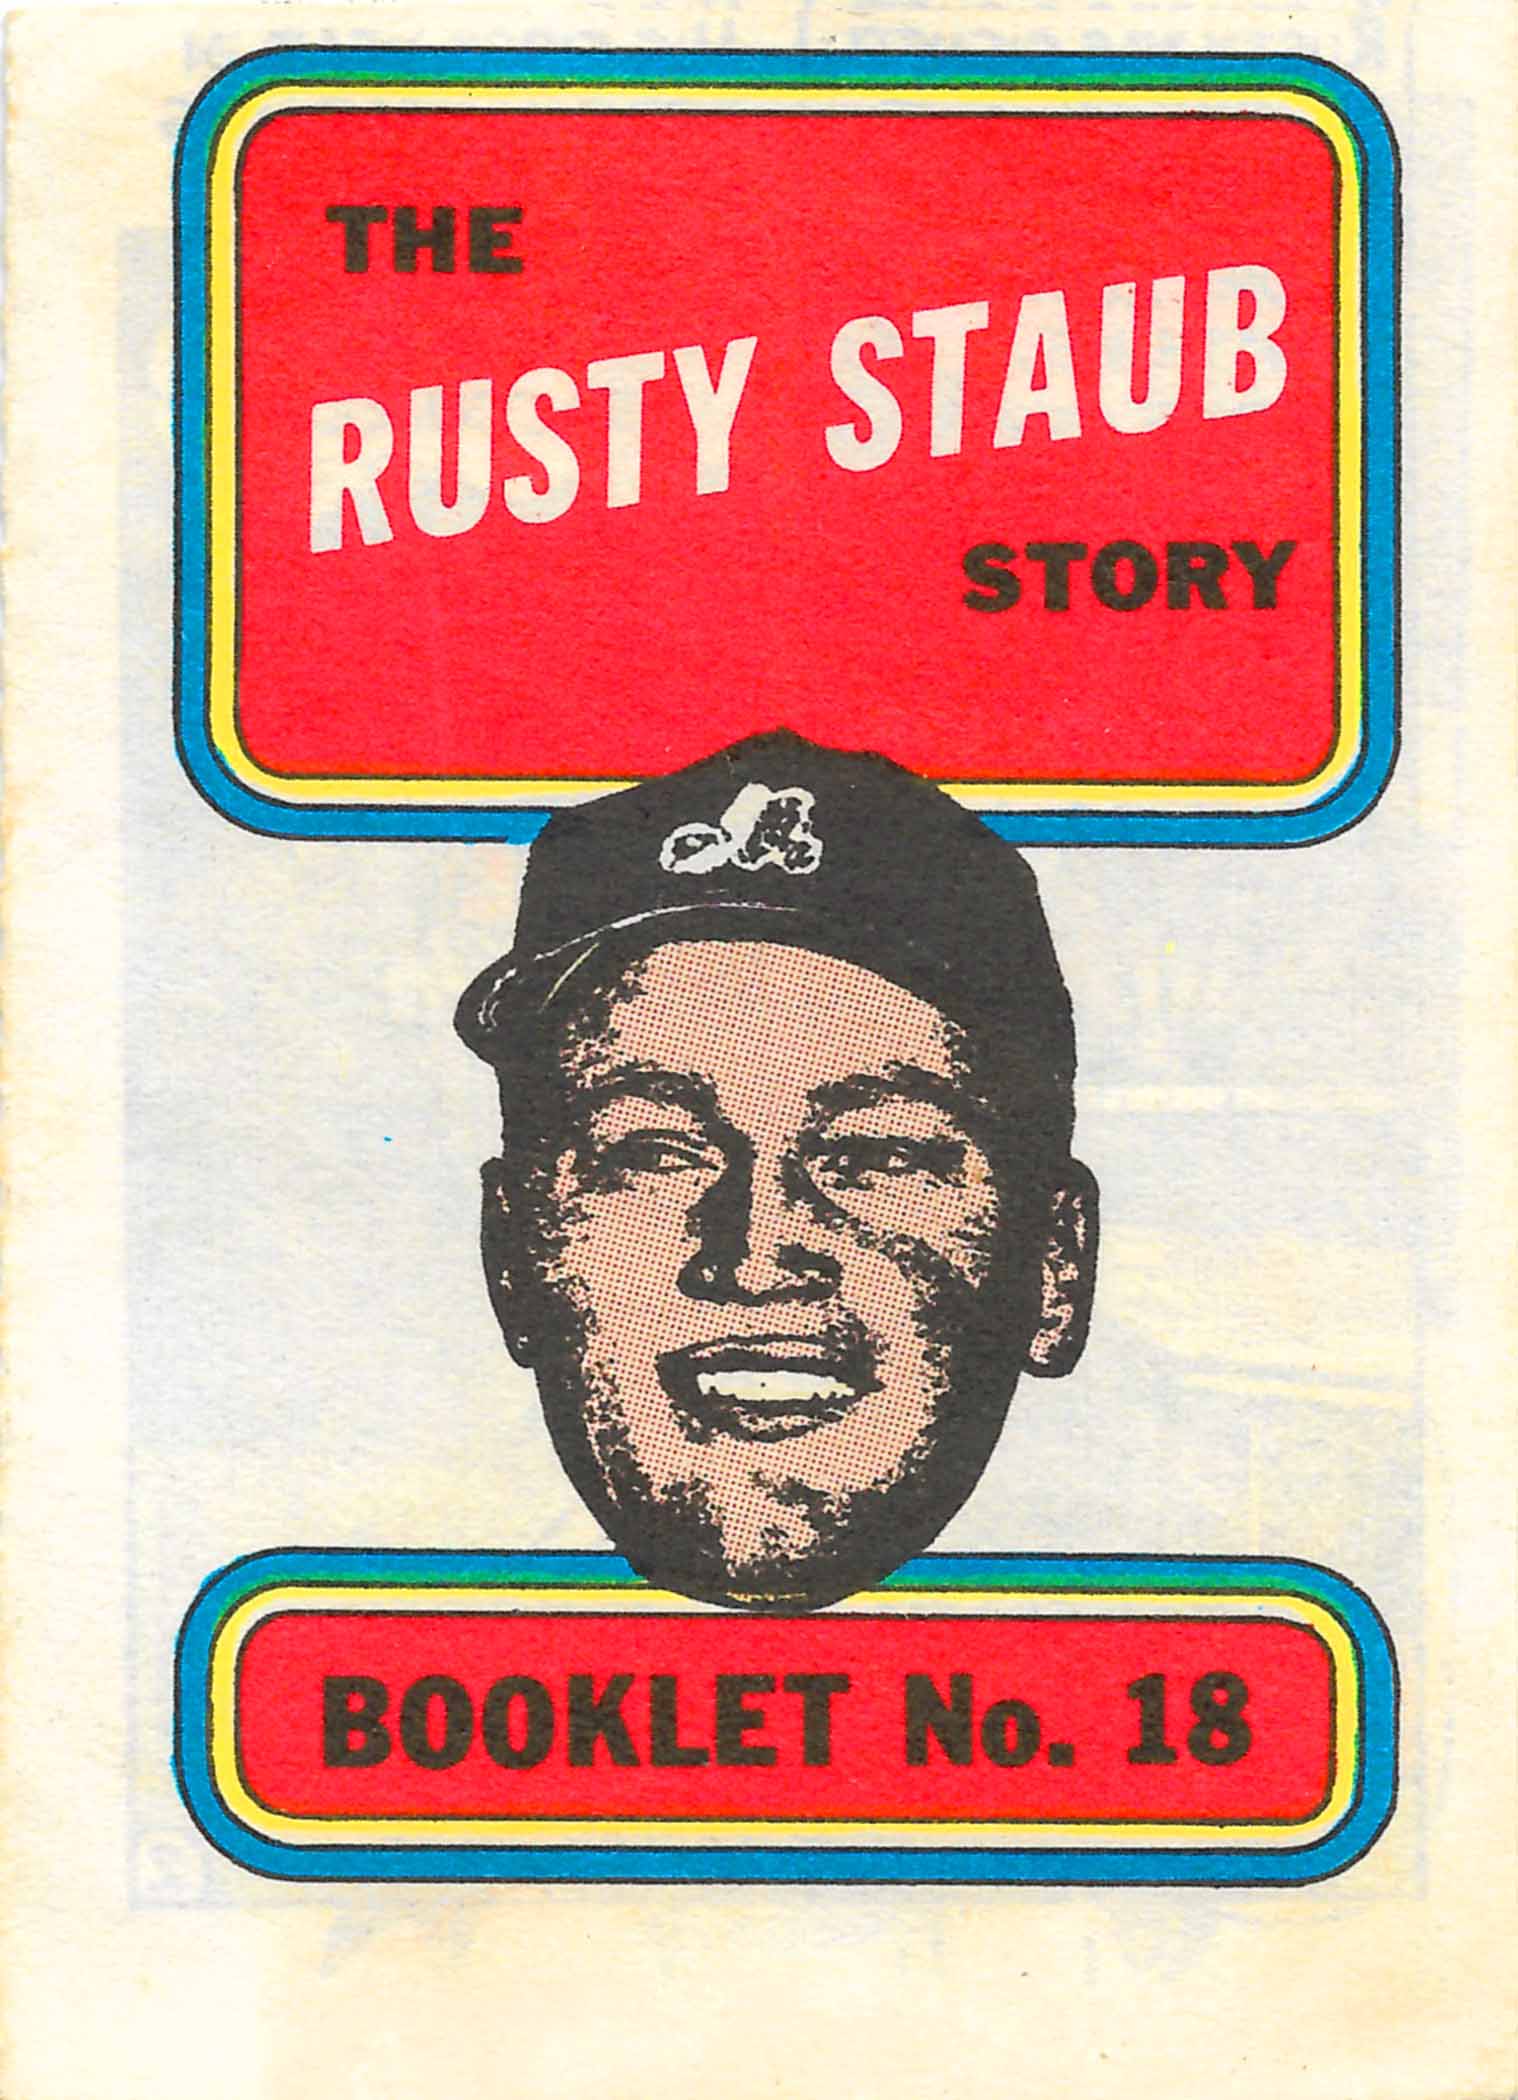 THE
RUSTY STAUB
STORY
BOOKLET No. 18